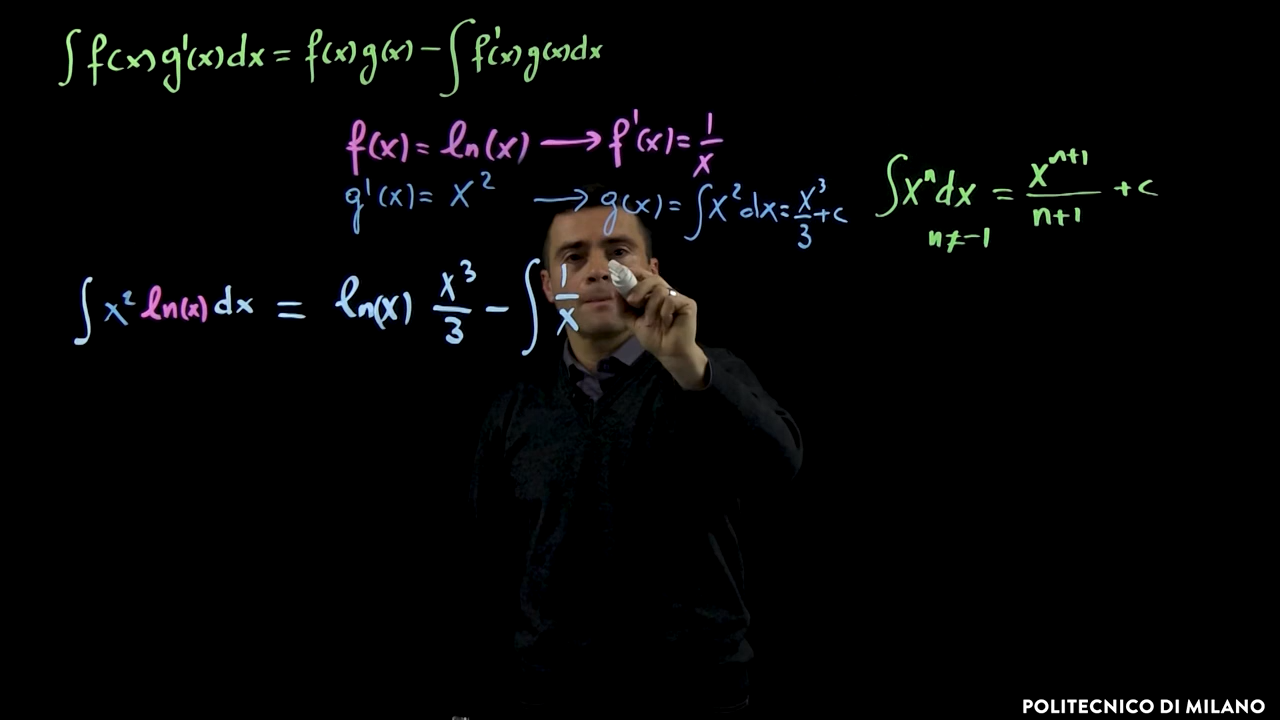 ∫ f(x) g'(x) dx = f(x) g(x) − ∫ f'(x) g(x) dx
f(x) = ln(x) ⟶ f'(x) = 1/x
g'(x) = x² ⟶ g(x) = ∫ x² dx = x³/3 + c
∫ xⁿ dx = xⁿ⁺¹/(n+1) + c
n ≠ −1
∫ x² ln(x) dx = ln(x) x³/3 − ∫ 1/x
POLITECNICO DI MILANO